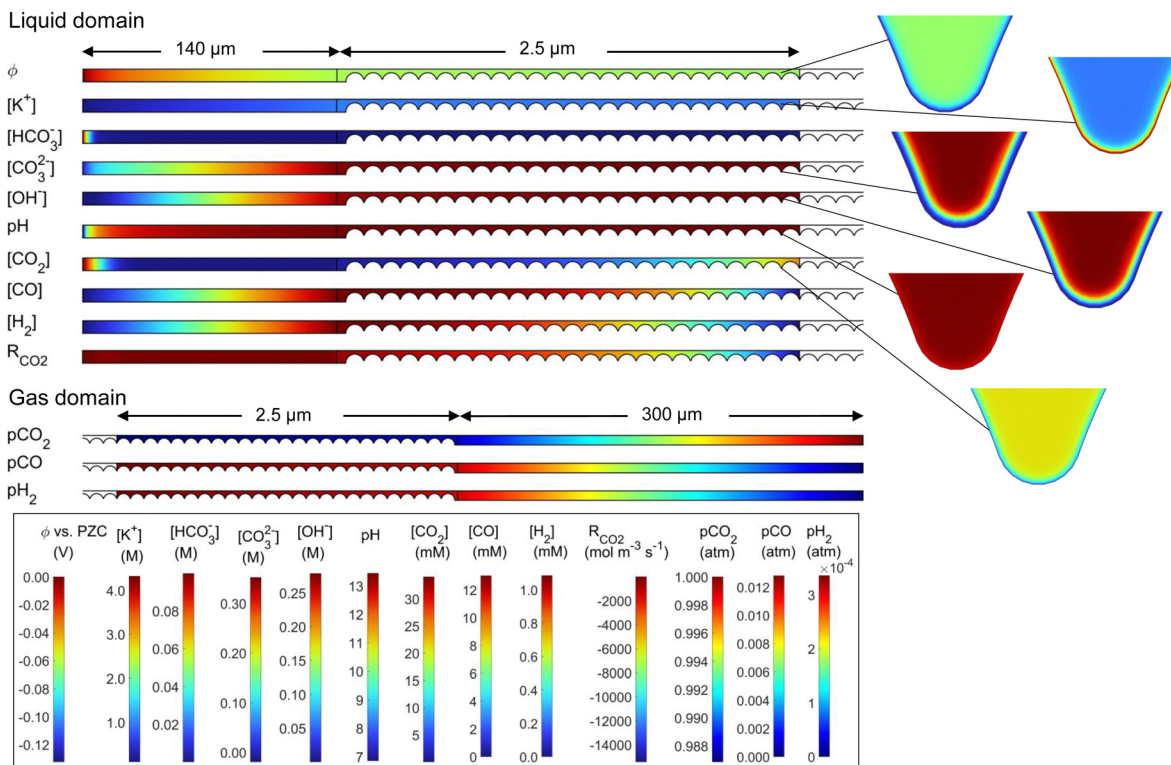 Liquid domain
140 µm 2.5 µm
ϕ
[K⁺]
[HCO₃⁻]
[CO₃²⁻]
[OH⁻]
pH
[CO₂]
[CO]
[H₂]
R_CO2
Gas domain
2.5 µm 300 µm
pCO₂
pCO
pH₂
ϕ vs. PZC [K⁺] [HCO₃⁻] [CO₃²⁻] [OH⁻] pH [CO₂] [CO] [H₂] R_CO2 pCO₂ pCO pH₂
(V) (M) (M) (M) (M) (mM) (mM) (mM) (mol m⁻³ s⁻¹) (atm) (atm) (atm)
×10⁻⁴
0.00 -0.02 -0.04 -0.06 -0.08 -0.10 -0.12
4.0 3.0 2.0 1.0
0.08 0.06 0.04 0.02
0.30 0.20 0.10 0.00
0.25 0.20 0.15 0.10 0.05
13 12 11 10 9 8 7
30 25 20 15 10 5
12 10 8 6 4 2 0
1.0 0.8 0.6 0.4 0.2 0.0
-2000 -4000 -6000 -8000 -10000 -12000 -14000
1.000 0.998 0.996 0.994 0.992 0.990 0.988
0.012 0.010 0.008 0.006 0.004 0.002 0.000
3 2 1 0